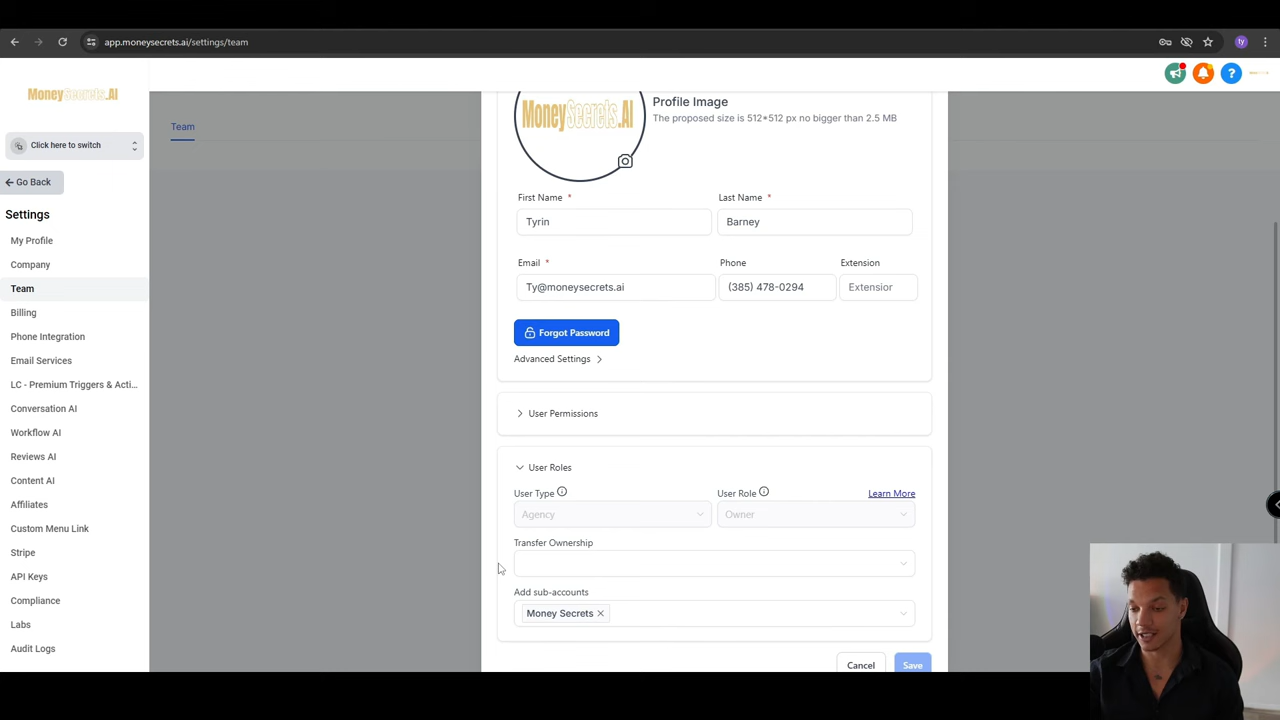 app.moneysecrets.ai/settings/team
ty
MoneySecrets.AI
Click here to switch
Go Back
Settings
My Profile
Company
Team
Billing
Phone Integration
Email Services
LC - Premium Triggers & Acti...
Conversation AI
Workflow AI
Reviews AI
Content AI
Affiliates
Custom Menu Link
Stripe
API Keys
Compliance
Labs
Audit Logs
Team
MoneySecrets.AI
Profile Image
The proposed size is 512*512 px no bigger than 2.5 MB
First Name *
Last Name *
Tyrin
Barney
Email *
Phone
Extension
Ty@moneysecrets.ai
(385) 478-0294
Extensior
Forgot Password
Advanced Settings
User Permissions
User Roles
User Type
User Role
Learn More
Agency
Owner
Transfer Ownership
Add sub-accounts
Money Secrets
Cancel
Save